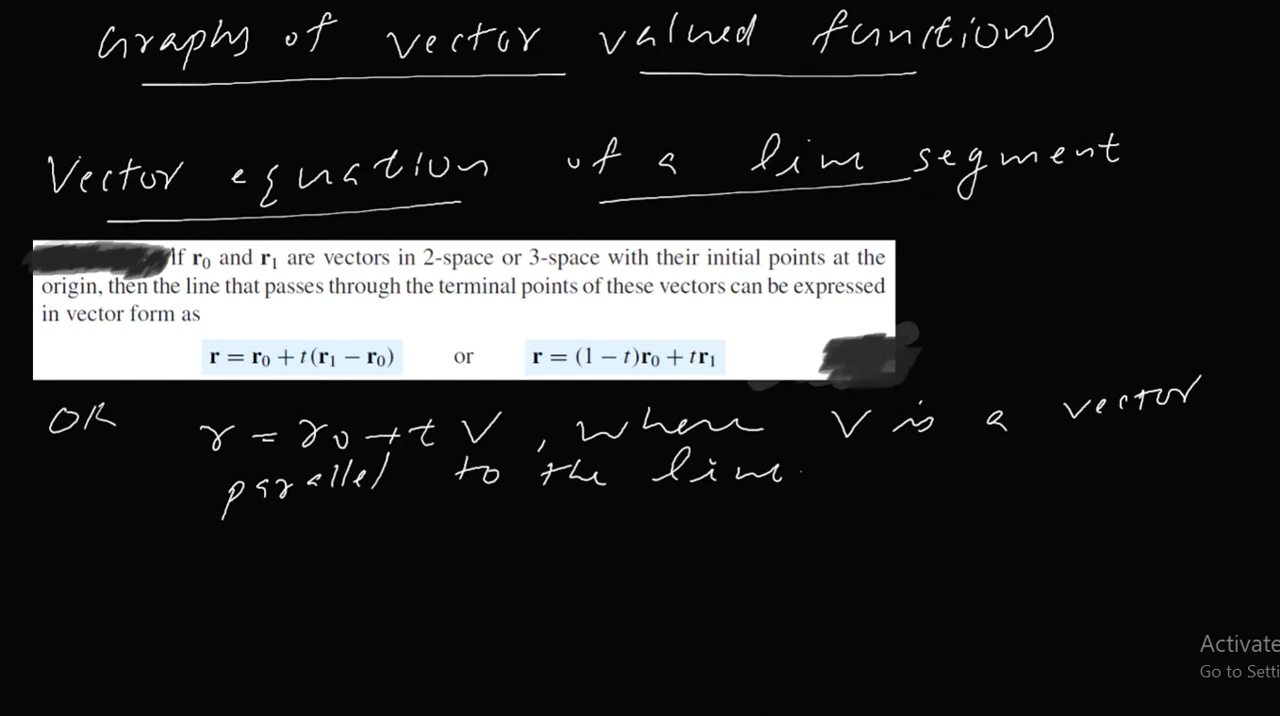 Graphs of vector valued functions
Vector equation of a line segment
If r₀ and r₁ are vectors in 2-space or 3-space with their initial points at the
origin, then the line that passes through the terminal points of these vectors can be expressed
in vector form as
r = r₀ + t(r₁ − r₀) or r = (1 − t)r₀ + tr₁
OR r = r₀ + t V, where V is a vector
parallel to the line.
Activate
Go to Setti